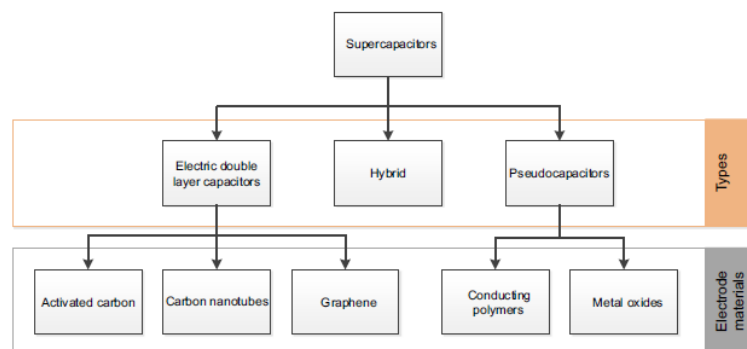 Supercapacitors
Electric double
layer capacitors
Hybrid
Pseudocapacitors
Types
Activated carbon
Carbon nanotubes
Graphene
Conducting
polymers
Metal oxides
Electrode
materials